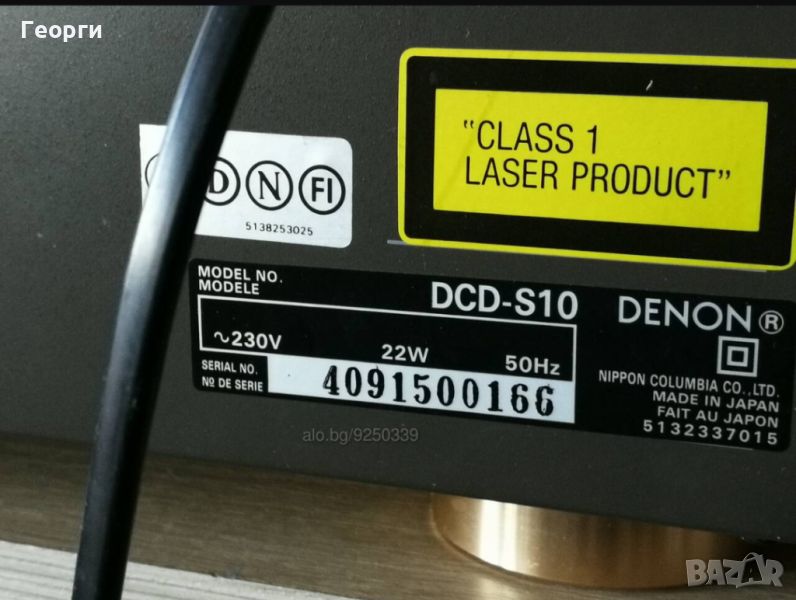 Георги
"CLASS 1
LASER PRODUCT"
D N FI
5138253025
MODEL NO.
MODELE
DCD-S10
DENON®
~230V
22W
50Hz
SERIAL NO.
Nº DE SERIE
4091500166
NIPPON COLUMBIA CO.,LTD.
MADE IN JAPAN
FAIT AU JAPON
5132337015
alo.bg/9250339
BAZAR